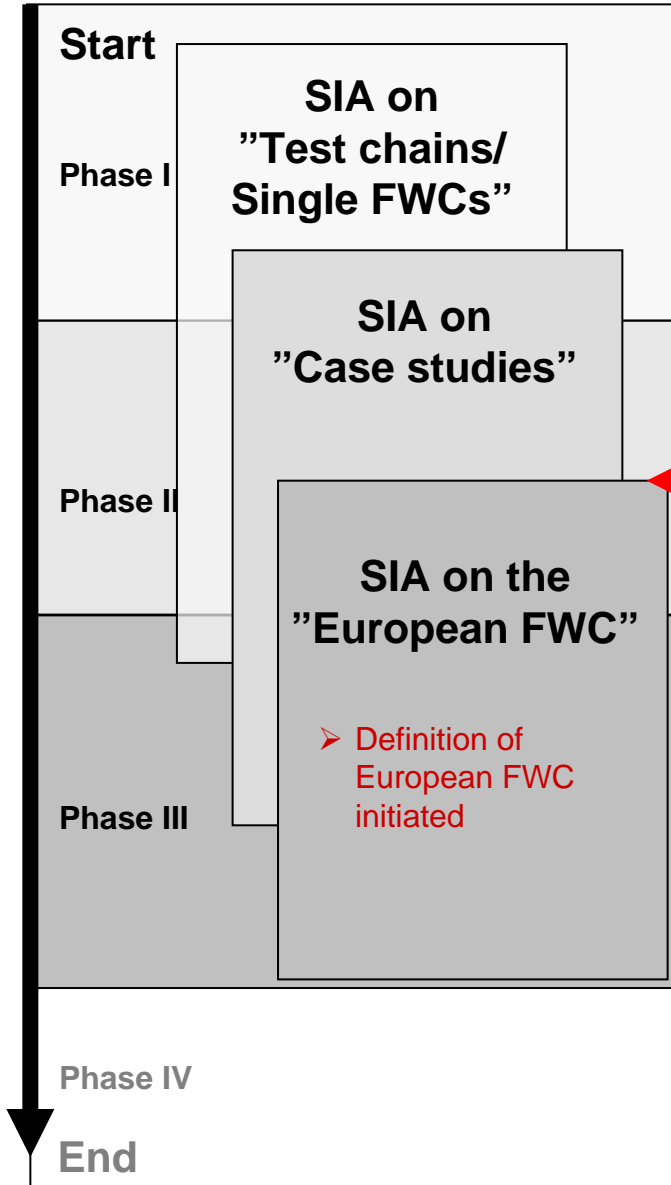 Start
SIA on
”Test chains/
Single FWCs”
Phase I
SIA on
”Case studies”
Phase II
SIA on the
”European FWC”
➢ Definition of
European FWC
initiated
Phase III
Phase IV
End